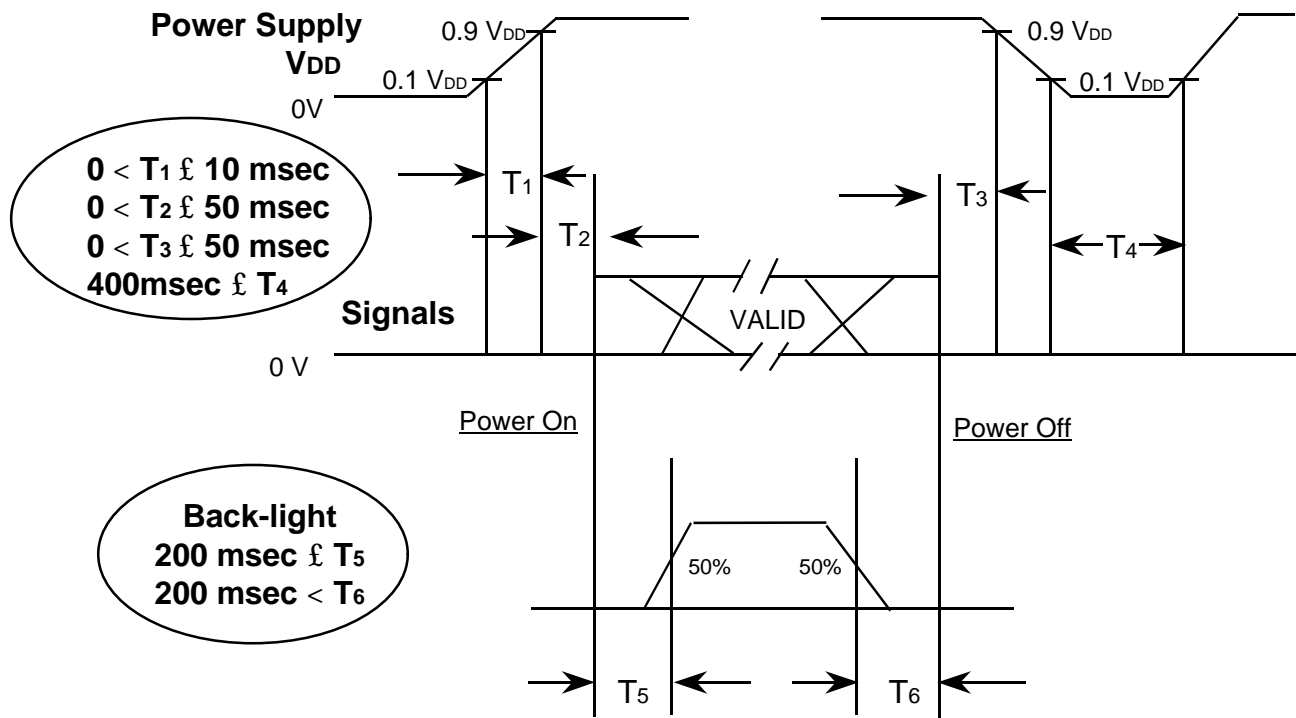 Power Supply
VDD
0.9 VDD
0.1 VDD
0V
0.9 VDD
0.1 VDD
0 < T1 £ 10 msec
0 < T2 £ 50 msec
0 < T3 £ 50 msec
400msec £ T4
T1
T2
T3
T4
Signals
VALID
0 V
Power On
Power Off
Back-light
200 msec £ T5
200 msec < T6
50%
50%
T5
T6